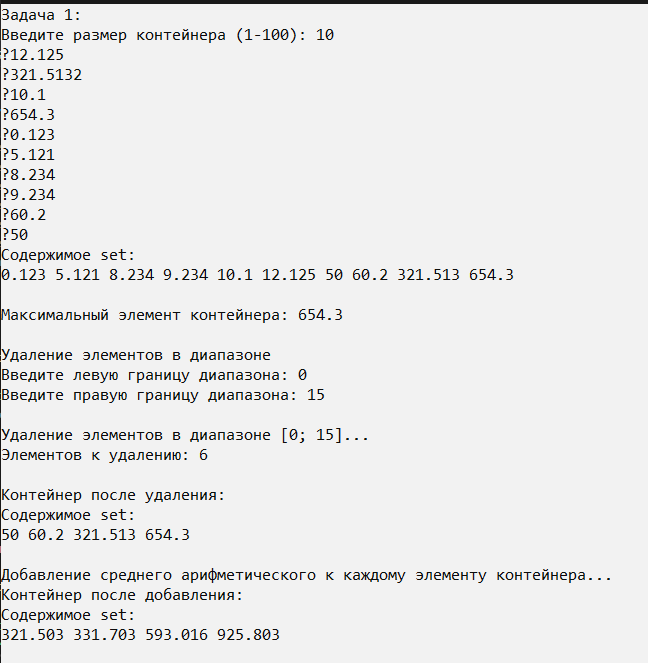 Задача 1:
Введите размер контейнера (1-100): 10
?12.125
?321.5132
?10.1
?654.3
?0.123
?5.121
?8.234
?9.234
?60.2
?50
Содержимое set:
0.123 5.121 8.234 9.234 10.1 12.125 50 60.2 321.513 654.3
Максимальный элемент контейнера: 654.3
Удаление элементов в диапазоне
Введите левую границу диапазона: 0
Введите правую границу диапазона: 15
Удаление элементов в диапазоне [0; 15]...
Элементов к удалению: 6
Контейнер после удаления:
Содержимое set:
50 60.2 321.513 654.3
Добавление среднего арифметического к каждому элементу контейнера...
Контейнер после добавления:
Содержимое set:
321.503 331.703 593.016 925.803